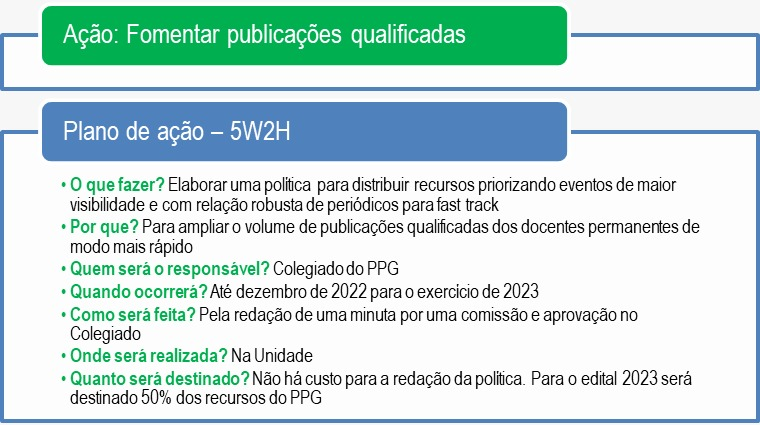 Ação: Fomentar publicações qualificadas
Plano de ação – 5W2H
• O que fazer? Elaborar uma política para distribuir recursos priorizando eventos de maior
visibilidade e com relação robusta de periódicos para fast track
• Por que? Para ampliar o volume de publicações qualificadas dos docentes permanentes de
modo mais rápido
• Quem será o responsável? Colegiado do PPG
• Quando ocorrerá? Até dezembro de 2022 para o exercício de 2023
• Como será feita? Pela redação de uma minuta por uma comissão e aprovação no
Colegiado
• Onde será realizada? Na Unidade
• Quanto será destinado? Não há custo para a redação da política. Para o edital 2023 será
destinado 50% dos recursos do PPG